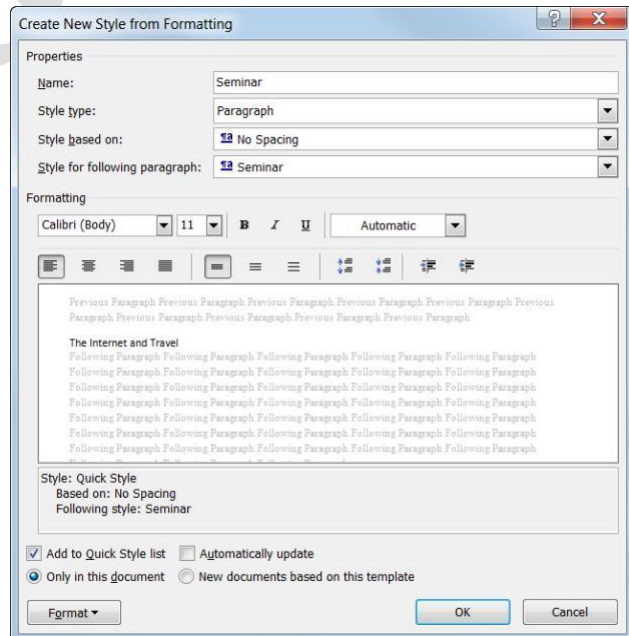 Create New Style from Formatting
Properties
Name: Seminar
Style type: Paragraph
Style based on: ¶a No Spacing
Style for following paragraph: ¶a Seminar
Formatting
Calibri (Body) 11 B I U Automatic
Previous Paragraph Previous Paragraph Previous Paragraph Previous Paragraph Previous Paragraph Previous
Paragraph Previous Paragraph Previous Paragraph Previous Paragraph Previous Paragraph
The Internet and Travel
Following Paragraph Following Paragraph Following Paragraph Following Paragraph Following Paragraph
Following Paragraph Following Paragraph Following Paragraph Following Paragraph Following Paragraph
Following Paragraph Following Paragraph Following Paragraph Following Paragraph Following Paragraph
Following Paragraph Following Paragraph Following Paragraph Following Paragraph Following Paragraph
Following Paragraph Following Paragraph Following Paragraph Following Paragraph Following Paragraph
Following Paragraph Following Paragraph Following Paragraph Following Paragraph Following Paragraph
Following Paragraph Following Paragraph Following Paragraph Following Paragraph Following Paragraph
Style: Quick Style
Based on: No Spacing
Following style: Seminar
Add to Quick Style list Automatically update
Only in this document New documents based on this template
Format OK Cancel